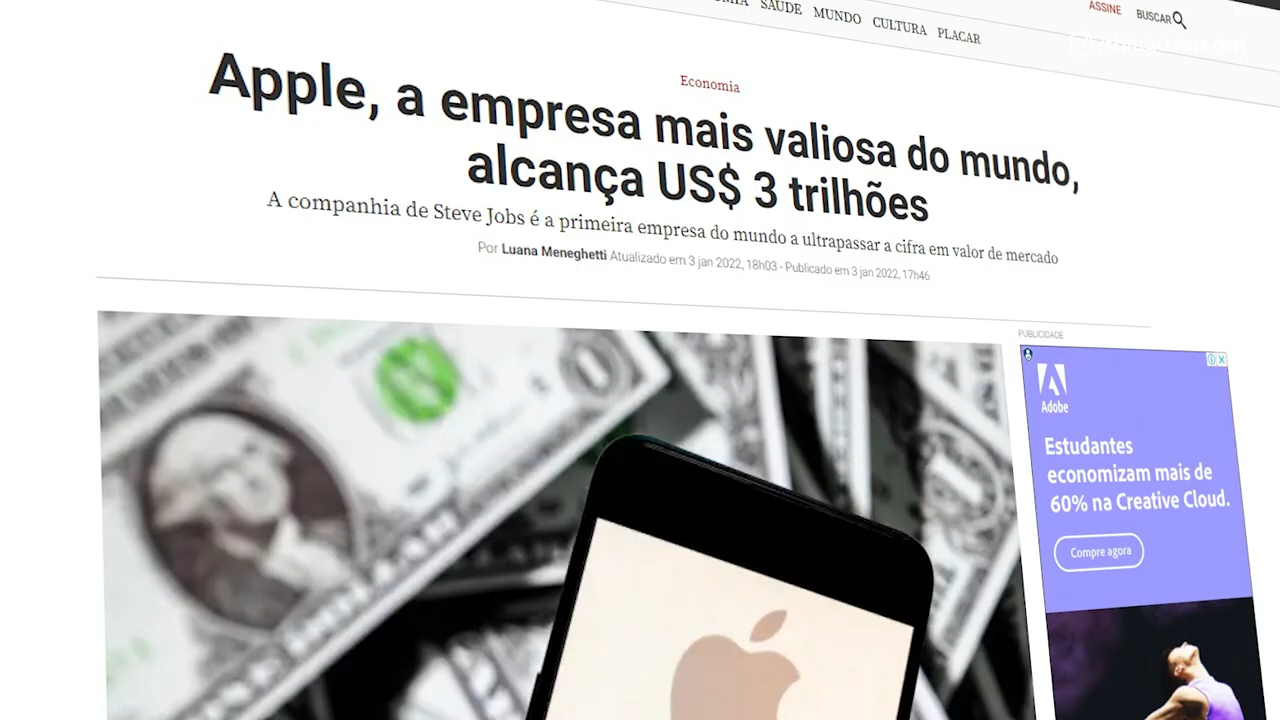 SAÚDE MUNDO CULTURA PLACAR
ASSINE
BUSCAR
Economia
Apple, a empresa mais valiosa do mundo,
alcança US$ 3 trilhões
A companhia de Steve Jobs é a primeira empresa do mundo a ultrapassar a cifra em valor de mercado
Por Luana Meneghetti Atualizado em 3 jan 2022, 18h03 - Publicado em 3 jan 2022, 17h46
PUBLICIDADE
Adobe
Estudantes
economizam mais de
60% na Creative Cloud.
Compre agora